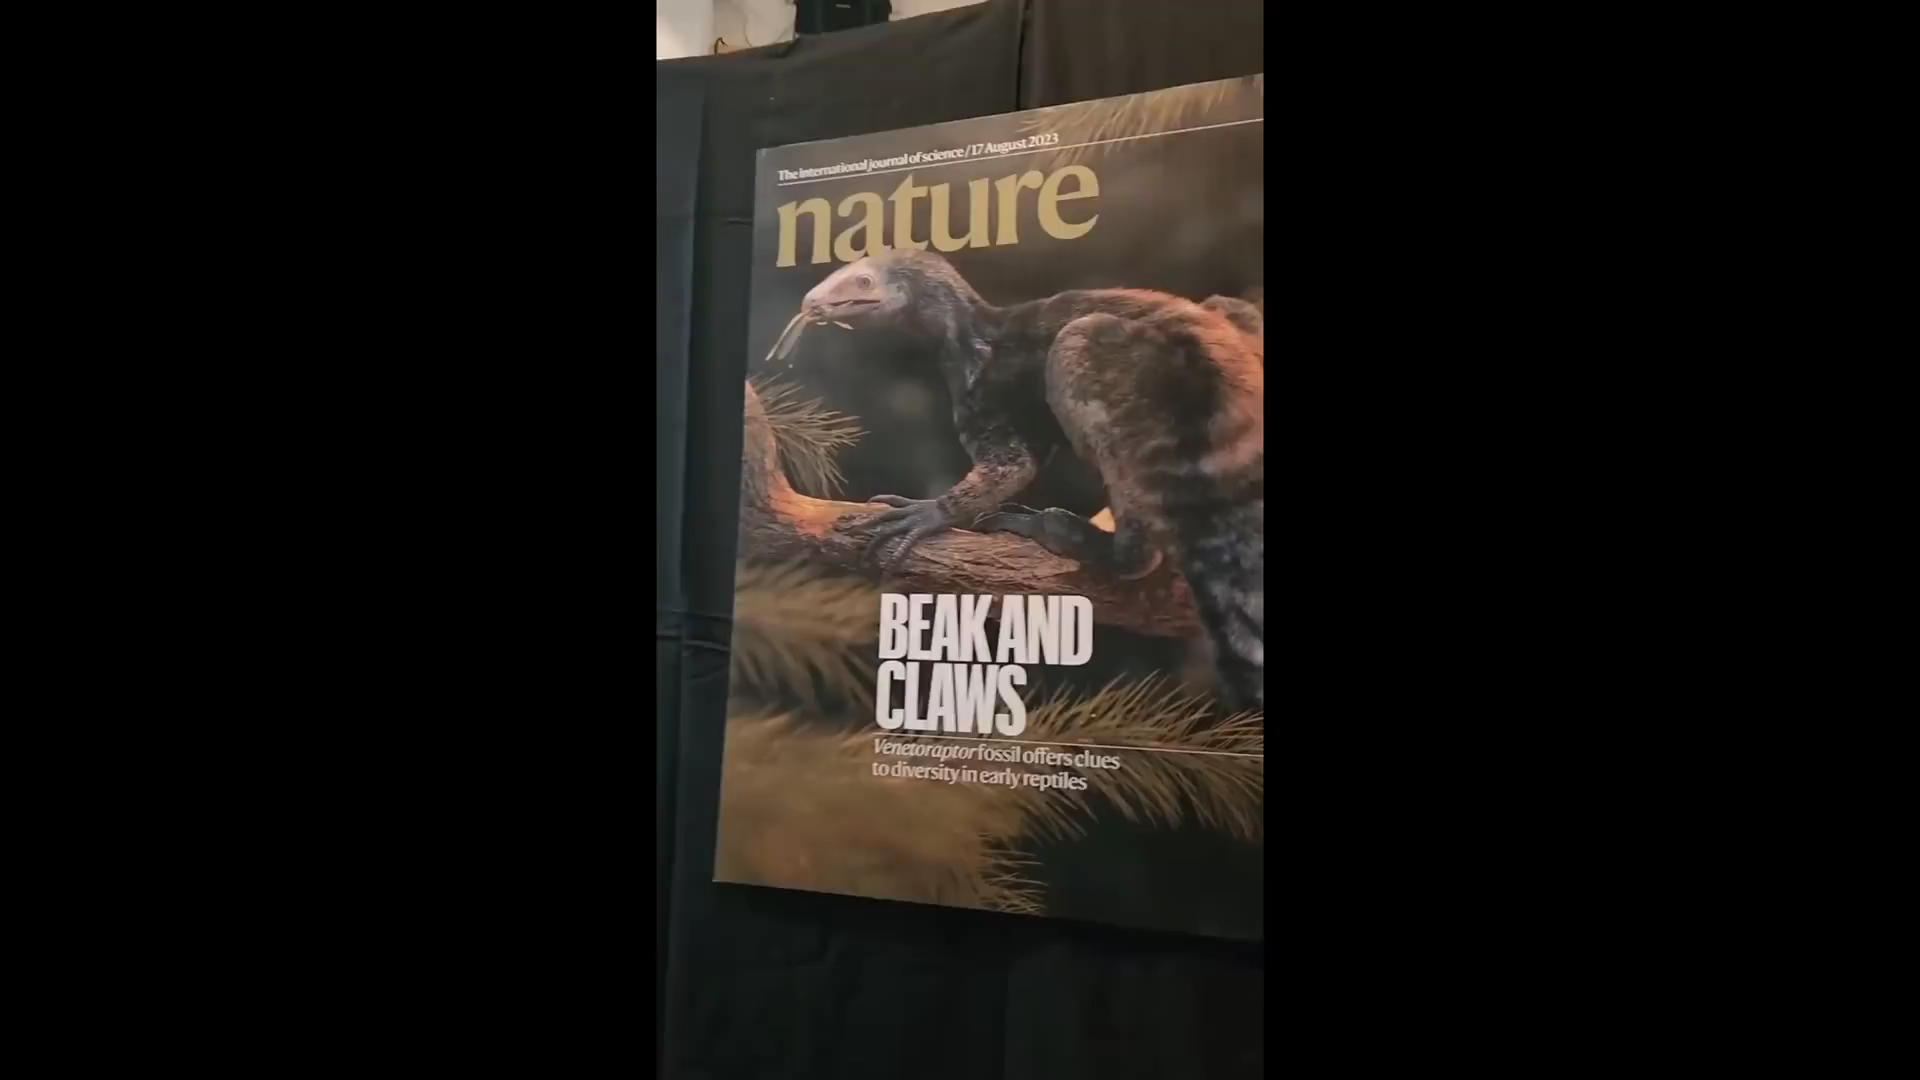 The international journal of science / 17 August 2023
nature
BEAK AND
CLAWS
Venetoraptor fossil offers clues
to diversity in early reptiles